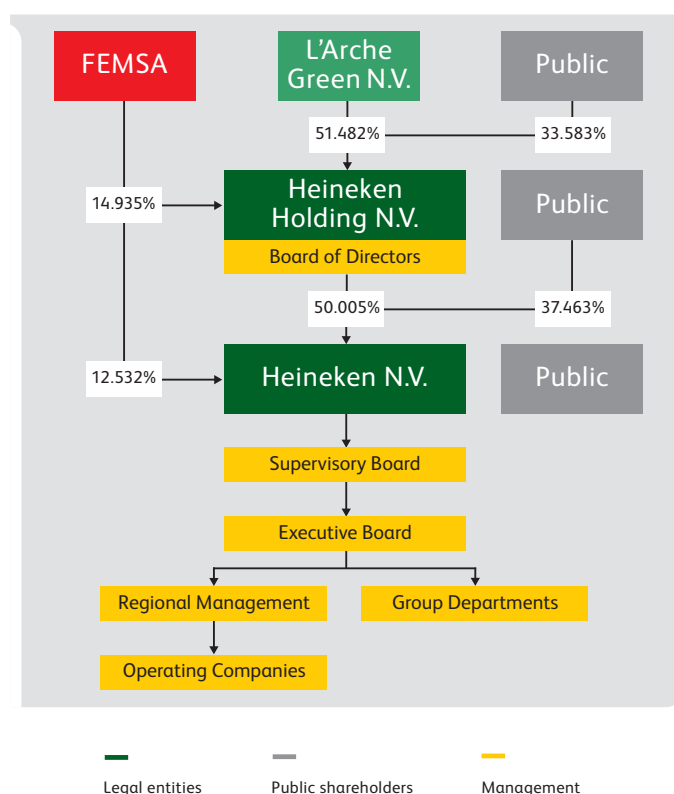 FEMSA
L'Arche
Green N.V.
Public
51.482%
33.583%
14.935%
Heineken
Holding N.V.
Public
Board of Directors
50.005%
37.463%
12.532%
Heineken N.V.
Public
Supervisory Board
Executive Board
Regional Management
Group Departments
Operating Companies
Legal entities
Public shareholders
Management